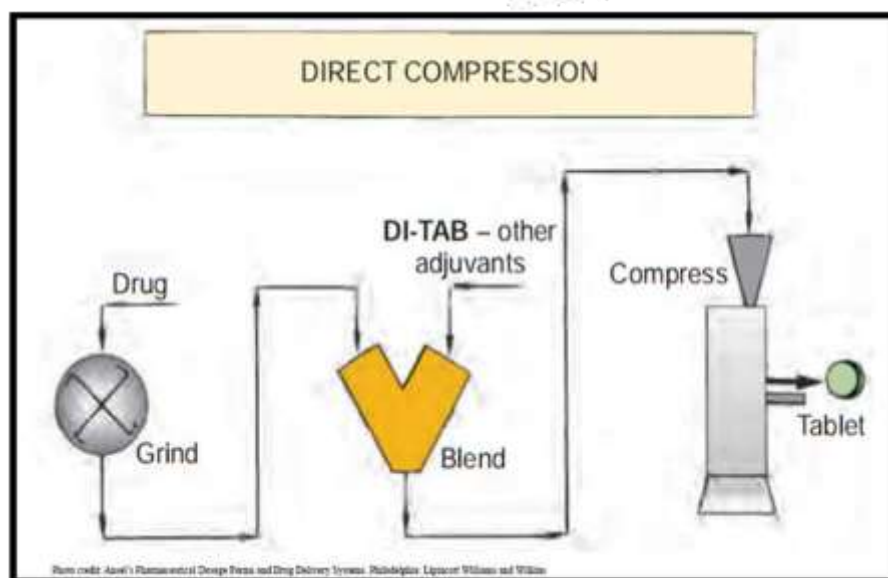 DIRECT COMPRESSION
DI-TAB – other
adjuvants
Drug
Compress
Grind
Blend
Tablet
Photo credit: Ansel's Pharmaceutical Dosage Forms and Drug Delivery Systems. Philadelphia: Lippincott Williams and Wilkins